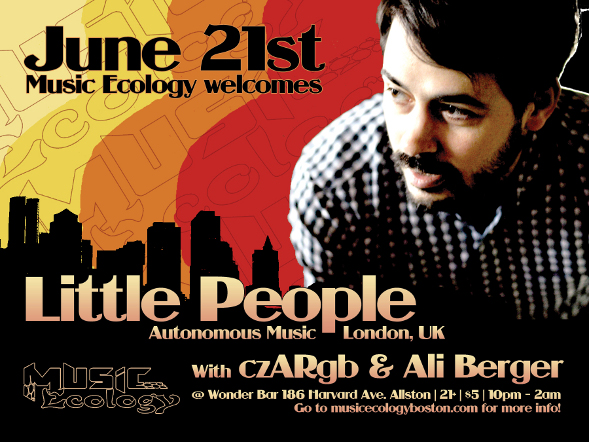 June 21st
Music Ecology welcomes
Little People
Autonomous Music London, UK
With czARgb & Ali Berger
Music
Ecology
@ Wonder Bar 186 Harvard Ave. Allston | 21+ | $5 | 10pm - 2am
Go to musicecologyboston.com for more info!